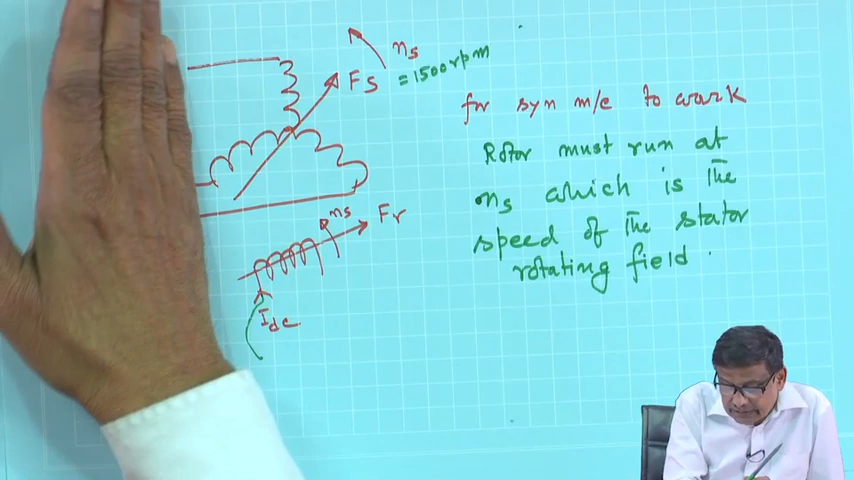 ns
= 1500 rpm
Fs
for syn m/c to work
Rotor must run at
ns which is the
speed of the stator
rotating field.
ns
Fr
Idc